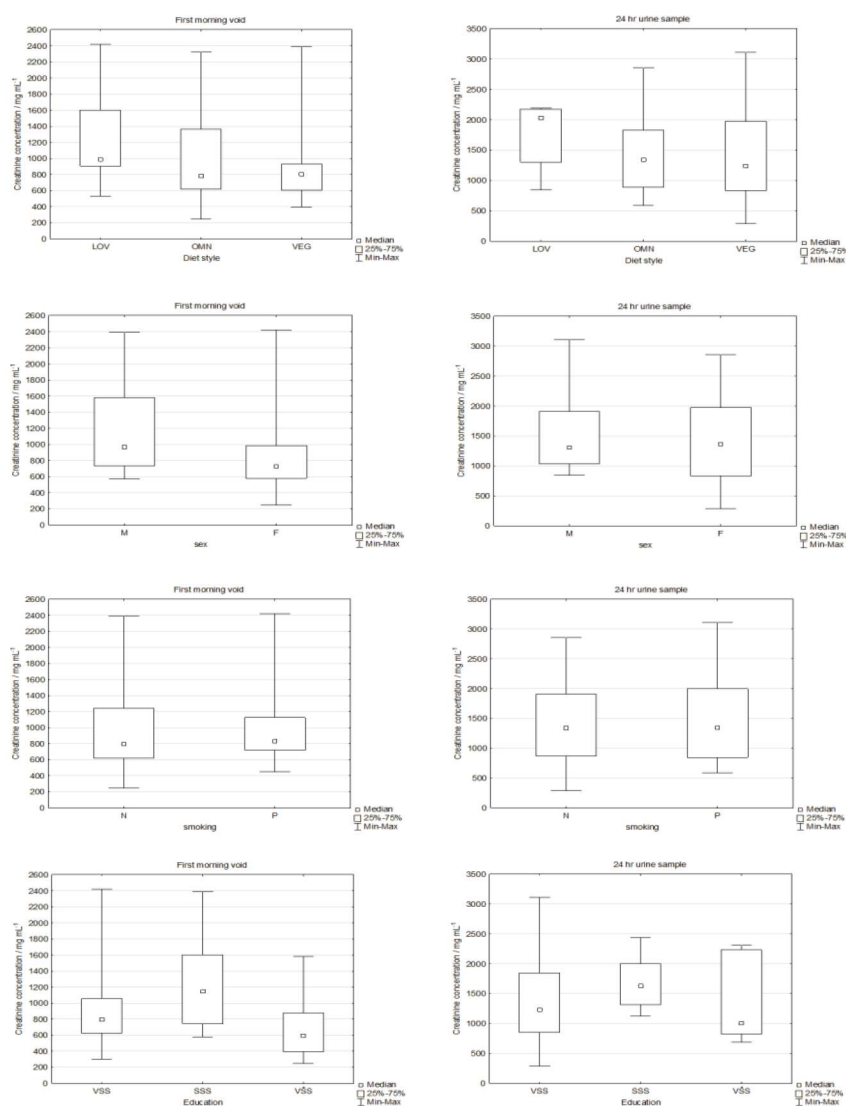 First morning void
Creatinine concentration / mg mL-1
2600
2400
2200
2000
1800
1600
1400
1200
1000
800
600
400
200
0
LOV OMN VEG
Diet style
Median
25%-75%
Min-Max
24 hr urine sample
Creatinine concentration / mg mL-1
3500
3000
2500
2000
1500
1000
500
0
LOV OMN VEG
Diet style
Median
25%-75%
Min-Max
First morning void
Creatinine concentration / mg mL-1
2600
2400
2200
2000
1800
1600
1400
1200
1000
800
600
400
200
0
M F
sex
Median
25%-75%
Min-Max
24 hr urine sample
Creatinine concentration / mg mL-1
3500
3000
2500
2000
1500
1000
500
0
M F
sex
Median
25%-75%
Min-Max
First morning void
Creatinine concentration / mg mL-1
2600
2400
2200
2000
1800
1600
1400
1200
1000
800
600
400
200
0
N P
smoking
Median
25%-75%
Min-Max
24 hr urine sample
Creatinine concentration / mg mL-1
3500
3000
2500
2000
1500
1000
500
0
N P
smoking
Median
25%-75%
Min-Max
First morning void
Creatinine concentration / mg mL-1
2600
2400
2200
2000
1800
1600
1400
1200
1000
800
600
400
200
0
VSS SSS VŠS
Education
Median
25%-75%
Min-Max
24 hr urine sample
Creatinine concentration / mg mL-1
3500
3000
2500
2000
1500
1000
500
0
VSS SSS VŠS
Education
Median
25%-75%
Min-Max